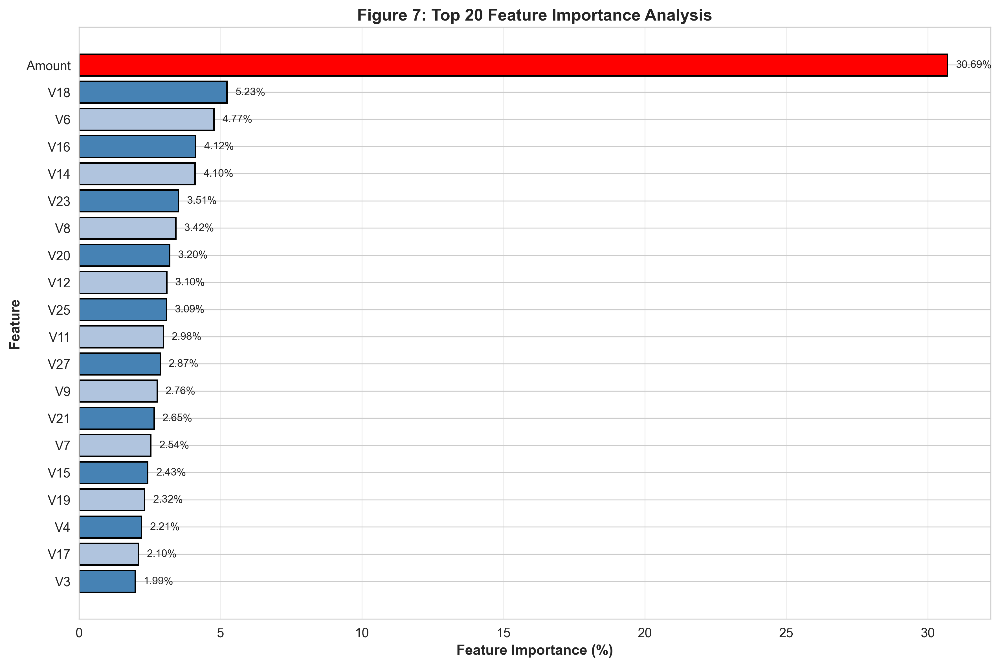 Figure 7: Top 20 Feature Importance Analysis
Feature
Amount 30.69%
V18 5.23%
V6 4.77%
V16 4.12%
V14 4.10%
V23 3.51%
V8 3.42%
V20 3.20%
V12 3.10%
V25 3.09%
V11 2.98%
V27 2.87%
V9 2.76%
V21 2.65%
V7 2.54%
V15 2.43%
V19 2.32%
V4 2.21%
V17 2.10%
V3 1.99%
0 5 10 15 20 25 30
Feature Importance (%)